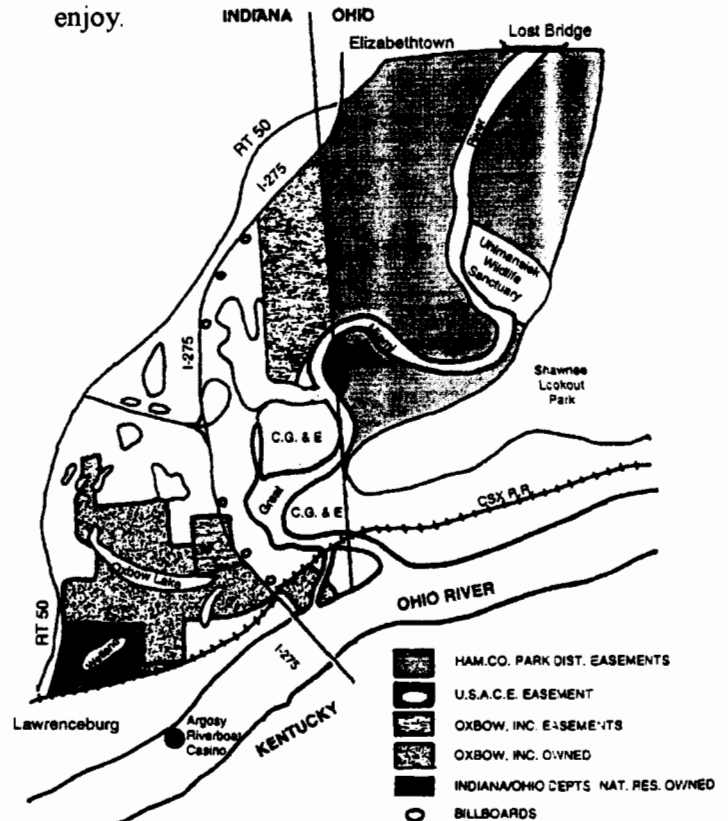 enjoy.
INDIANA
OHIO
Lost Bridge
Elizabethtown
RT 50
I-275
River
Uhlmansiek
Wildlife
Sanctuary
Miami
I-275
Shawnee
Lookout
Park
C.G. & E
Great
C.G. & E
CSX R.R.
Oxbow Lake
OHIO RIVER
RT 50
I-275
Lawrenceburg
Argosy
Riverboat
Casino
KENTUCKY
HAM.CO. PARK DIST. EASEMENTS
U.S.A.C.E. EASEMENT
OXBOW, INC. EASEMENTS
OXBOW, INC. OWNED
INDIANA/OHIO DEPTS NAT. RES. OWNED
BILLBOARDS